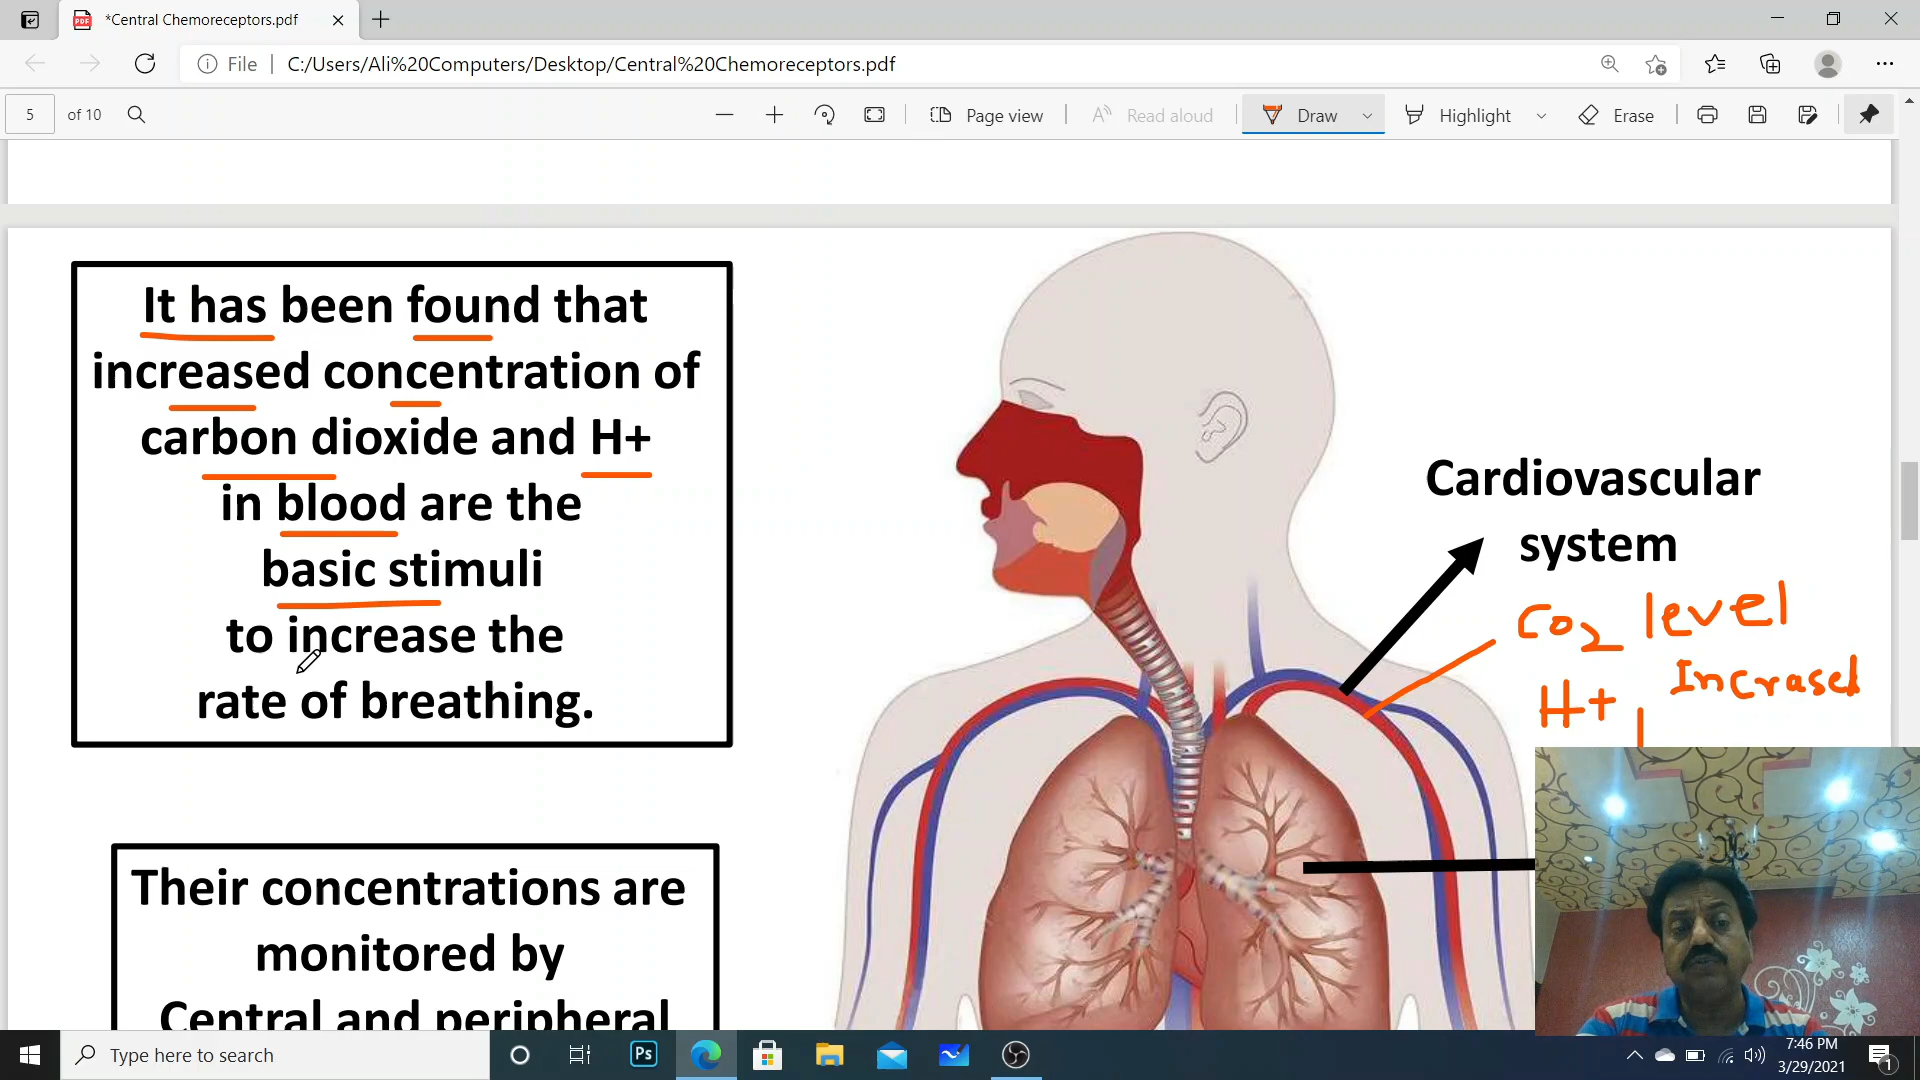 *Central Chemoreceptors.pdf
File
C:/Users/Ali%20Computers/Desktop/Central%20Chemoreceptors.pdf
5 of 10
Page view
Read aloud
Draw
Highlight
Erase
It has been found that
increased concentration of
carbon dioxide and H+
in blood are the
basic stimuli
to increase the
rate of breathing.
Cardiovascular
system
CO2 level
Incrased
H+
Their concentrations are
monitored by
Central and peripheral
Type here to search
Ps
7:46 PM
3/29/2021
1